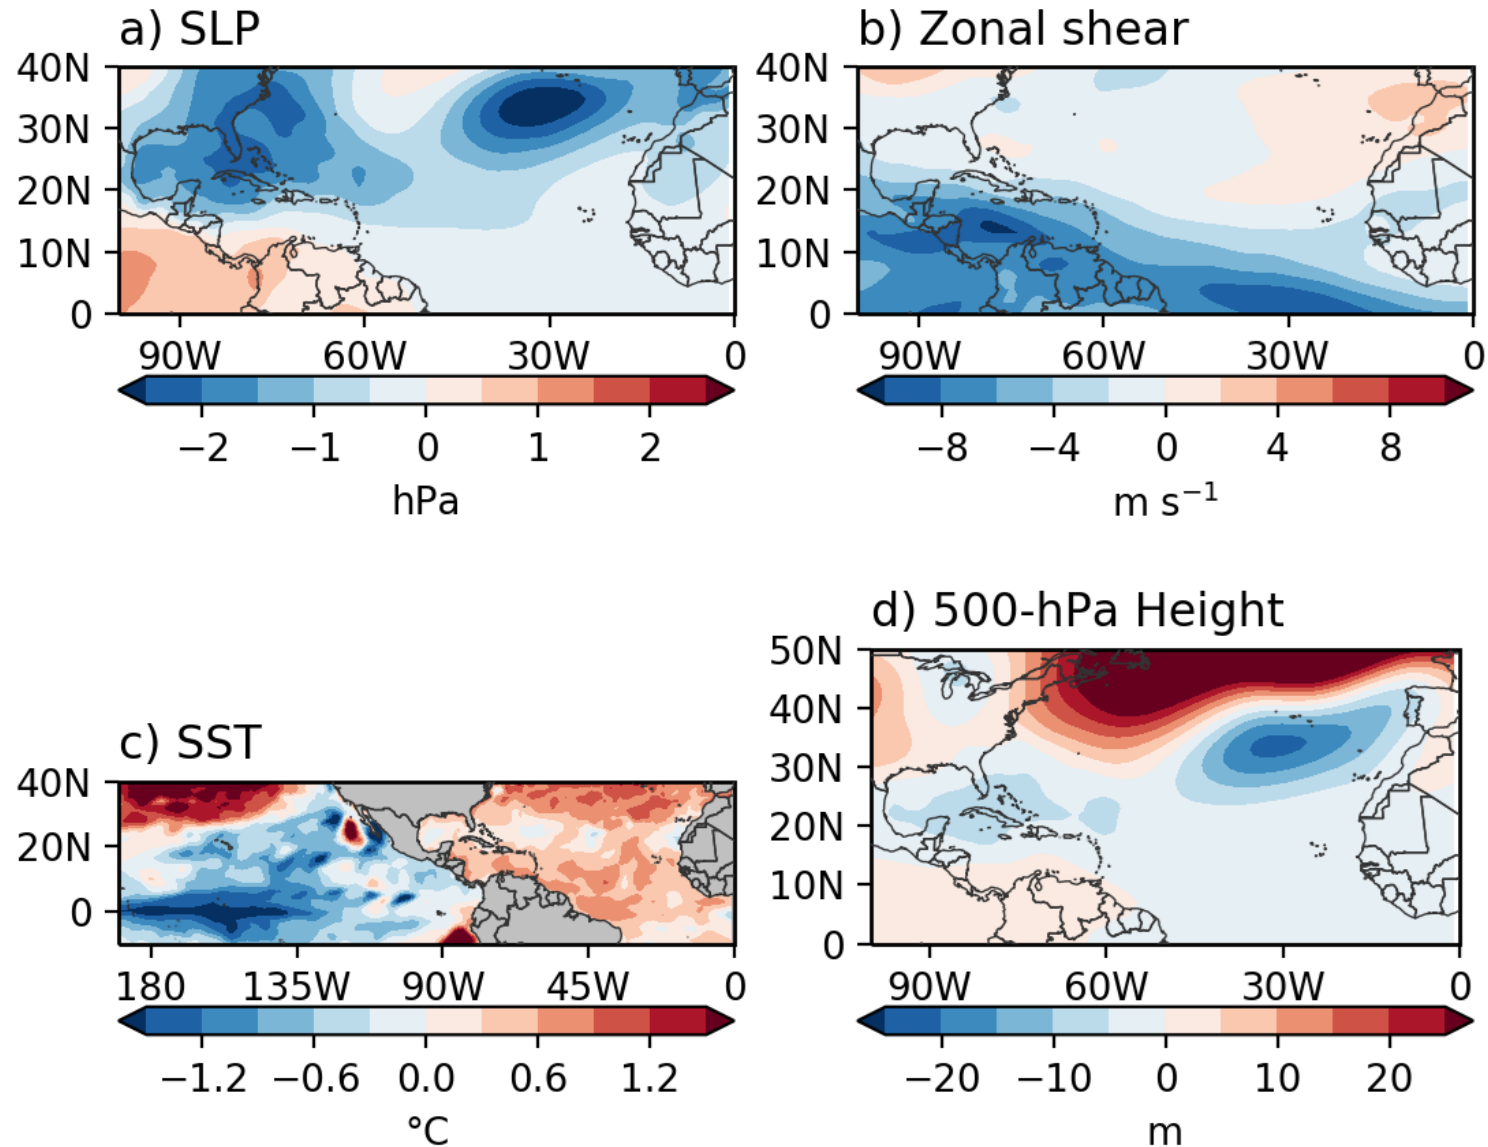 a) SLP
40N
30N
20N
10N
0
90W 60W 30W 0
−2 −1 0 1 2
hPa
b) Zonal shear
40N
30N
20N
10N
0
90W 60W 30W 0
−8 −4 0 4 8
m s⁻¹
c) SST
40N
20N
0
180 135W 90W 45W 0
−1.2 −0.6 0.0 0.6 1.2
°C
d) 500-hPa Height
50N
40N
30N
20N
10N
0
90W 60W 30W 0
−20 −10 0 10 20
m